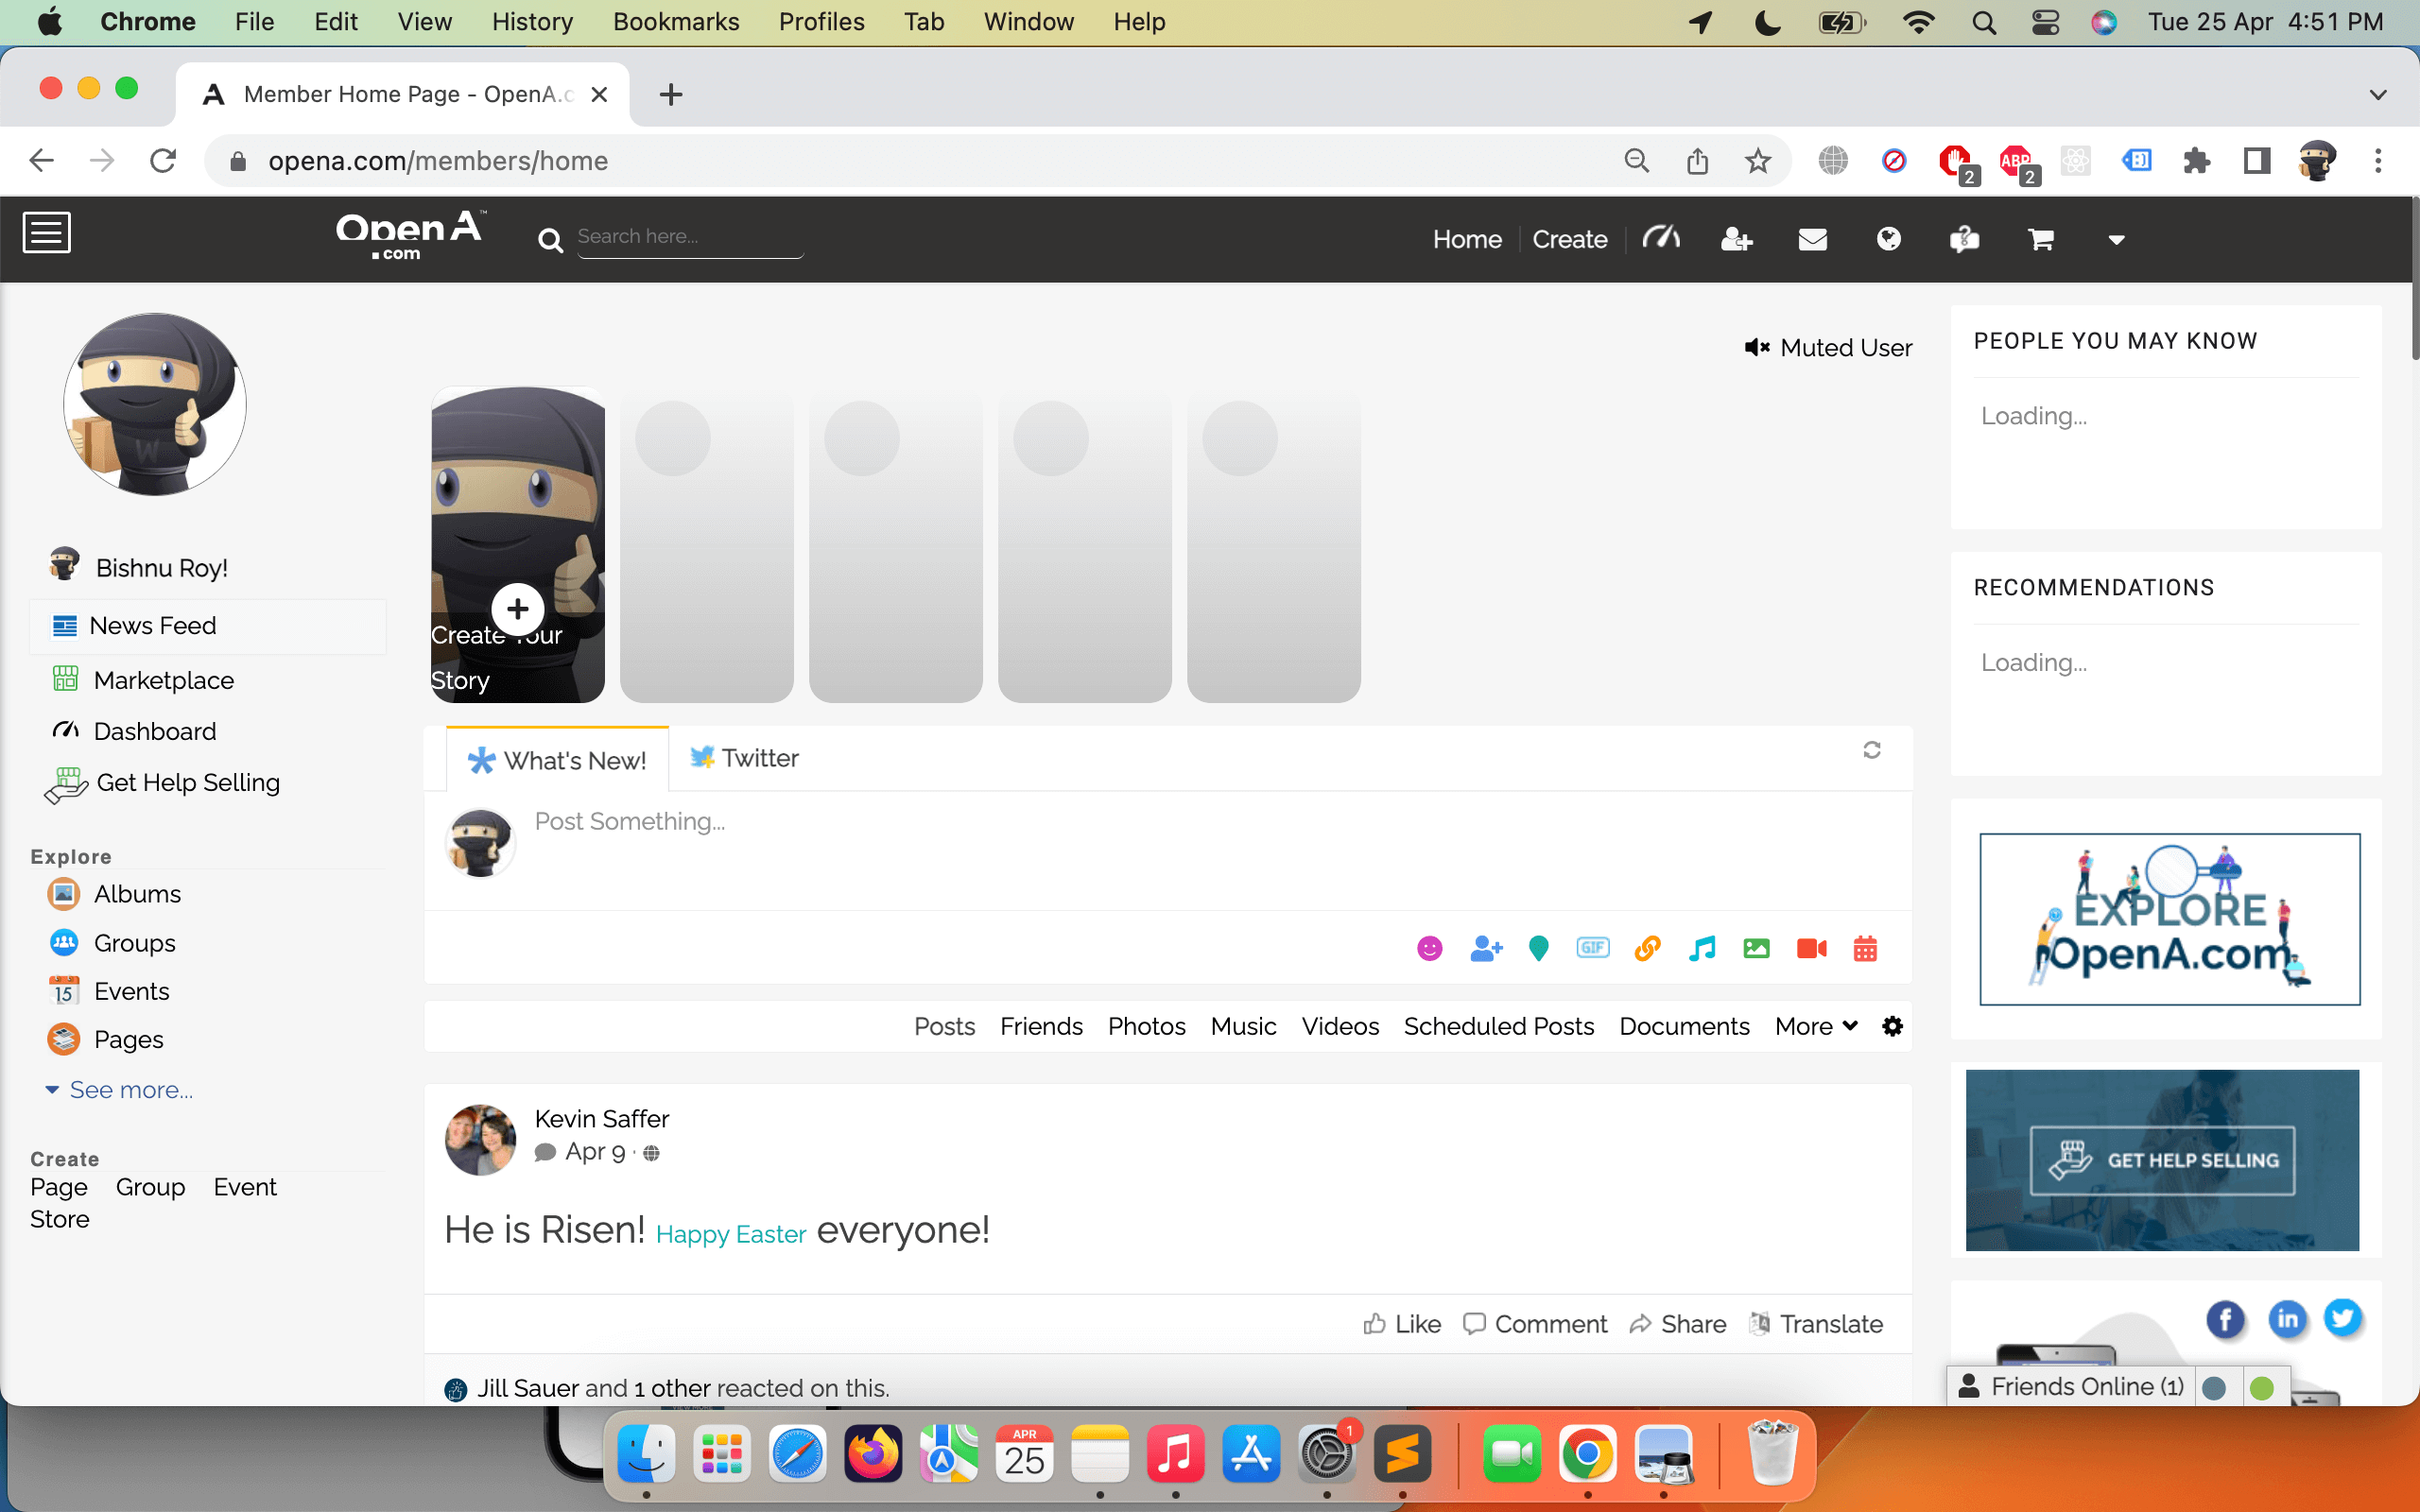 Chrome File Edit View History Bookmarks Profiles Tab Window Help Tue 25 Apr 4:51 PM
Member Home Page - OpenA.c
opena.com/members/home 2 ABP 2
Open A™ .com Search here... Home Create
Muted User
Bishnu Roy!
News Feed
Marketplace
Dashboard
Get Help Selling
Explore
Albums
Groups
15 Events
Pages
See more...
Create
Page Group Event
Store
Create Your
Story
What's New! Twitter
Post Something...
GIF
Posts Friends Photos Music Videos Scheduled Posts Documents More
Kevin Saffer
Apr 9 ·
He is Risen! Happy Easter everyone!
Like Comment Share Translate
Jill Sauer and 1 other reacted on this.
PEOPLE YOU MAY KNOW
Loading...
RECOMMENDATIONS
Loading...
EXPLORE
OpenA.com
GET HELP SELLING
f in
Friends Online (1)
APR
25
1